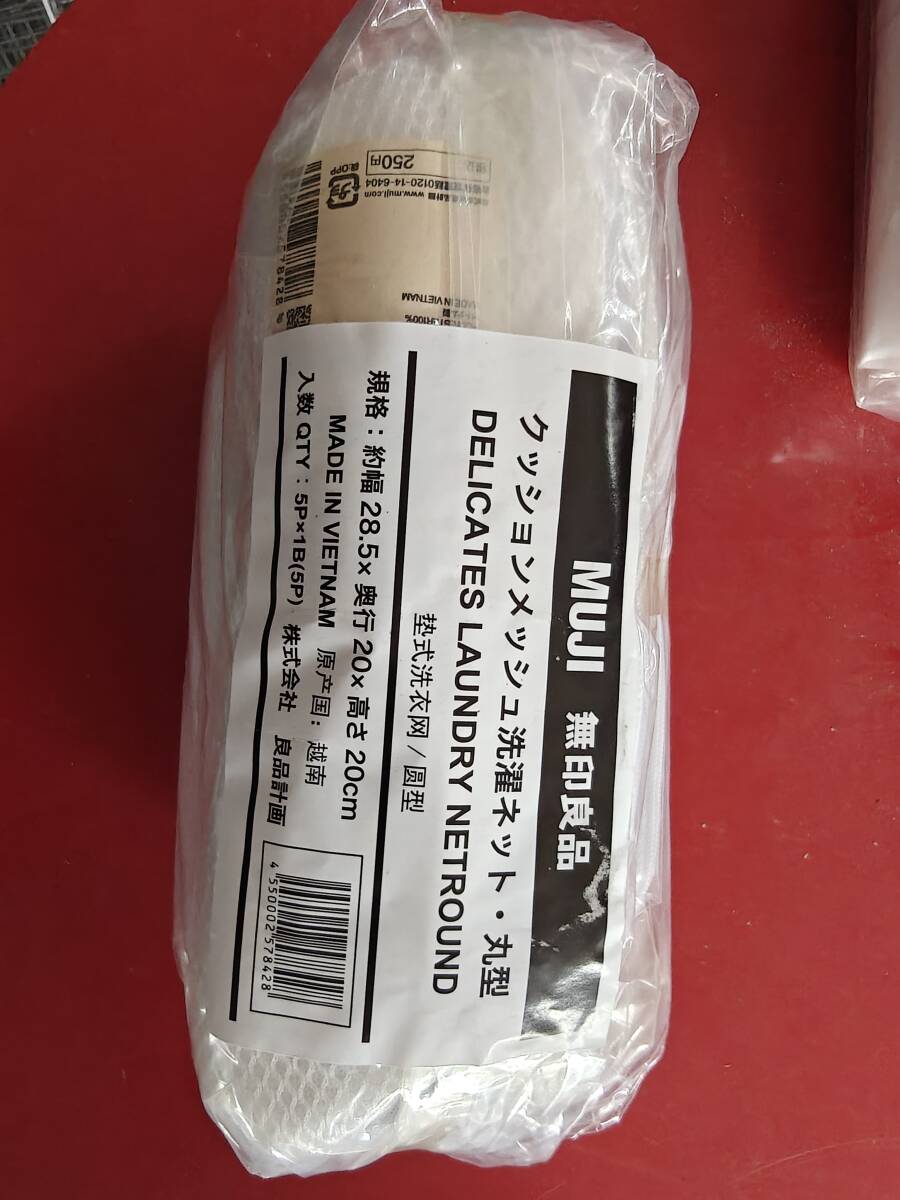 MUJI 無印良品
クッションメッシュ洗濯ネット・丸型
DELICATES LAUNDRY NETROUND
垫式洗衣网/圆型
規格:約幅 28.5× 奥行 20× 高さ 20cm
MADE IN VIETNAM 原产国:越南
入数 QTY:5P×1B(5P) 株式会社 良品計画
4 550002 578428
250円
0120-14-6404
www.muji.com
袋:OPP
MADE IN VIETNAM
100%
578428